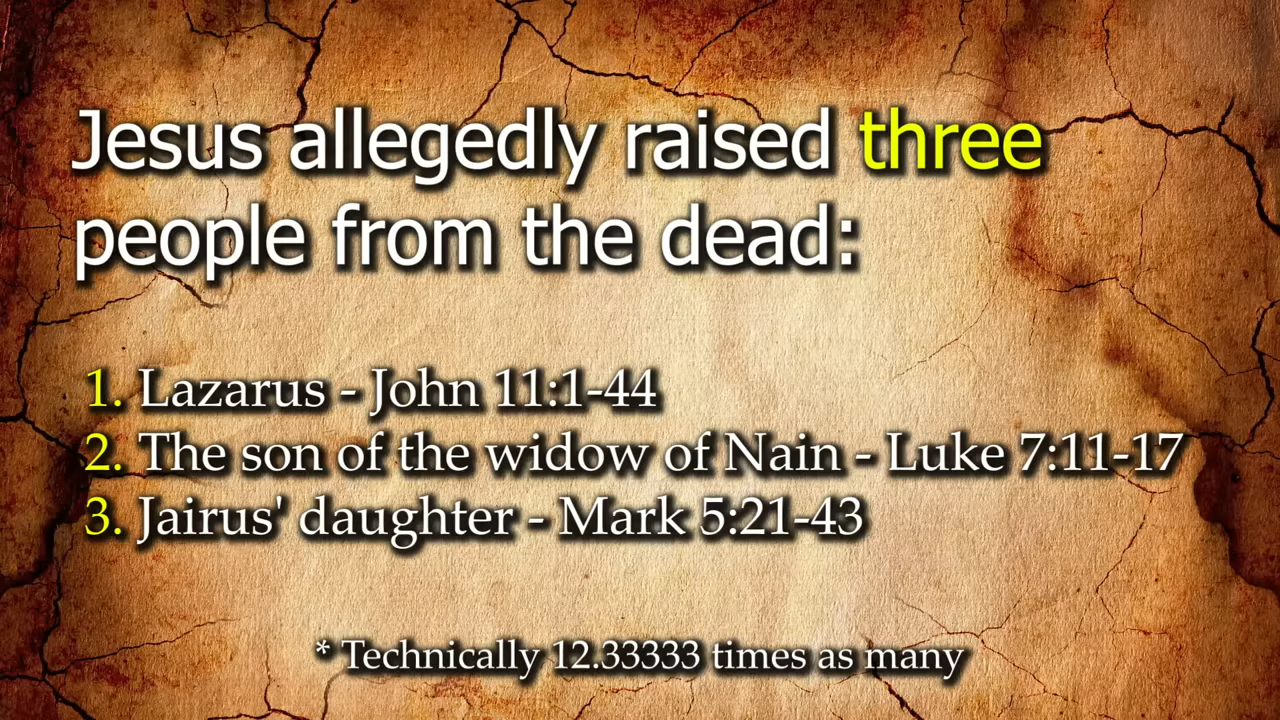 Jesus allegedly raised three
people from the dead:
1. Lazarus - John 11:1-44
2. The son of the widow of Nain - Luke 7:11-17
3. Jairus' daughter - Mark 5:21-43
* Technically 12.33333 times as many